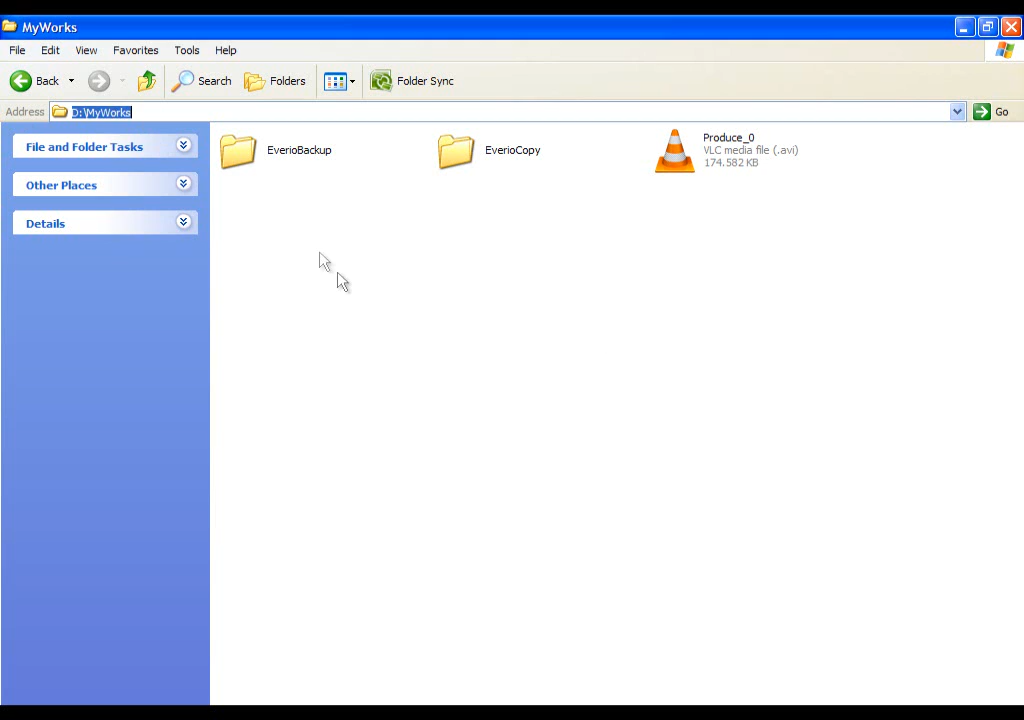 MyWorks
File Edit View Favorites Tools Help
Back Search Folders Folder Sync
Address D:\MyWorks Go
File and Folder Tasks
Other Places
Details
EverioBackup
EverioCopy
Produce_0
VLC media file (.avi)
174.582 KB